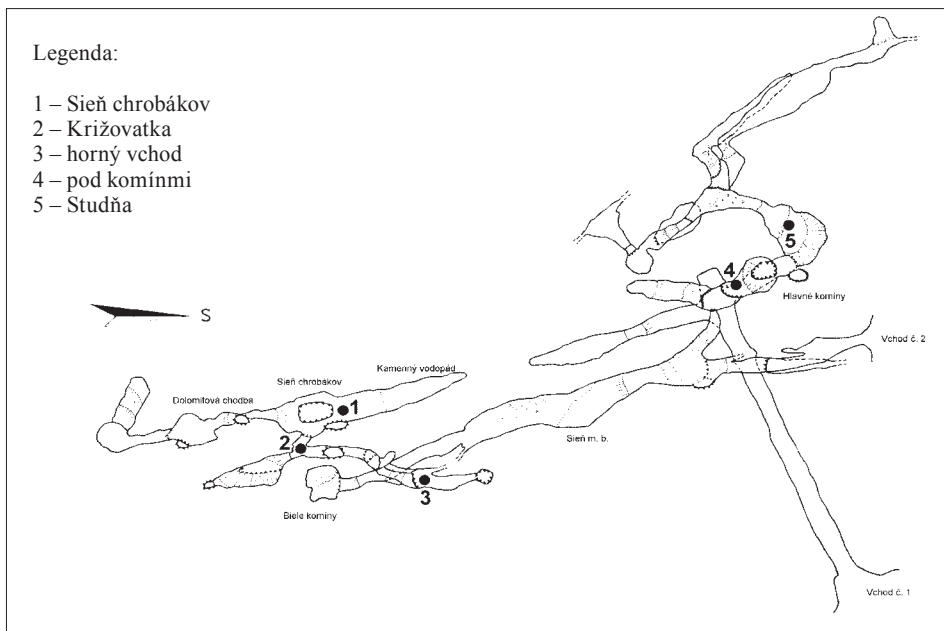 Legenda:
1 – Sieň chrobákov
2 – Križovatka
3 – horný vchod
4 – pod komínmi
5 – Studňa
5
4
Hlavné komíny
S
Vchod č. 2
Kamenný vodopád
Sieň chrobákov
Dolomitová chodba
1
2
Sieň m. b.
3
Biele komíny
Vchod č. 1